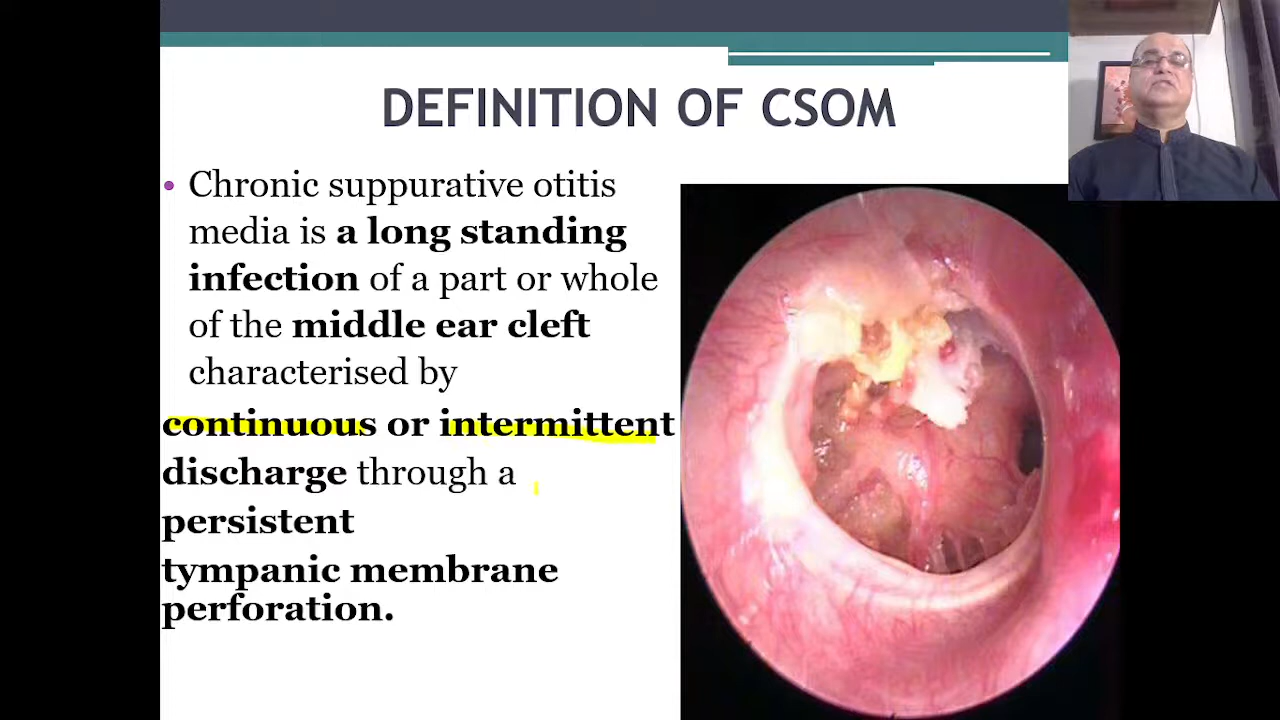 DEFINITION OF CSOM
• Chronic suppurative otitis
media is a long standing
infection of a part or whole
of the middle ear cleft
characterised by
continuous or intermittent
discharge through a
persistent
tympanic membrane
perforation.